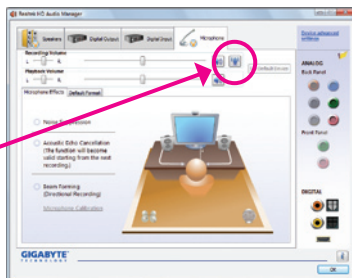 Realtek HD Audio Manager
Speakers
Digital Output
Digital Input
Microphone
Device advanced
settings
Recording Volume
L
R
Playback Volume
L
R
Set Default Device
Microphone Effects
Default Format
Noise Suppression
Acoustic Echo Cancellation
(The function will become
valid starting from the next
recording.)
Beam Forming
(Directional Recording)
Microphone Calibration
ANALOG
Back Panel
Front Panel
DIGITAL
GIGABYTE
TECHNOLOGY
i
OK